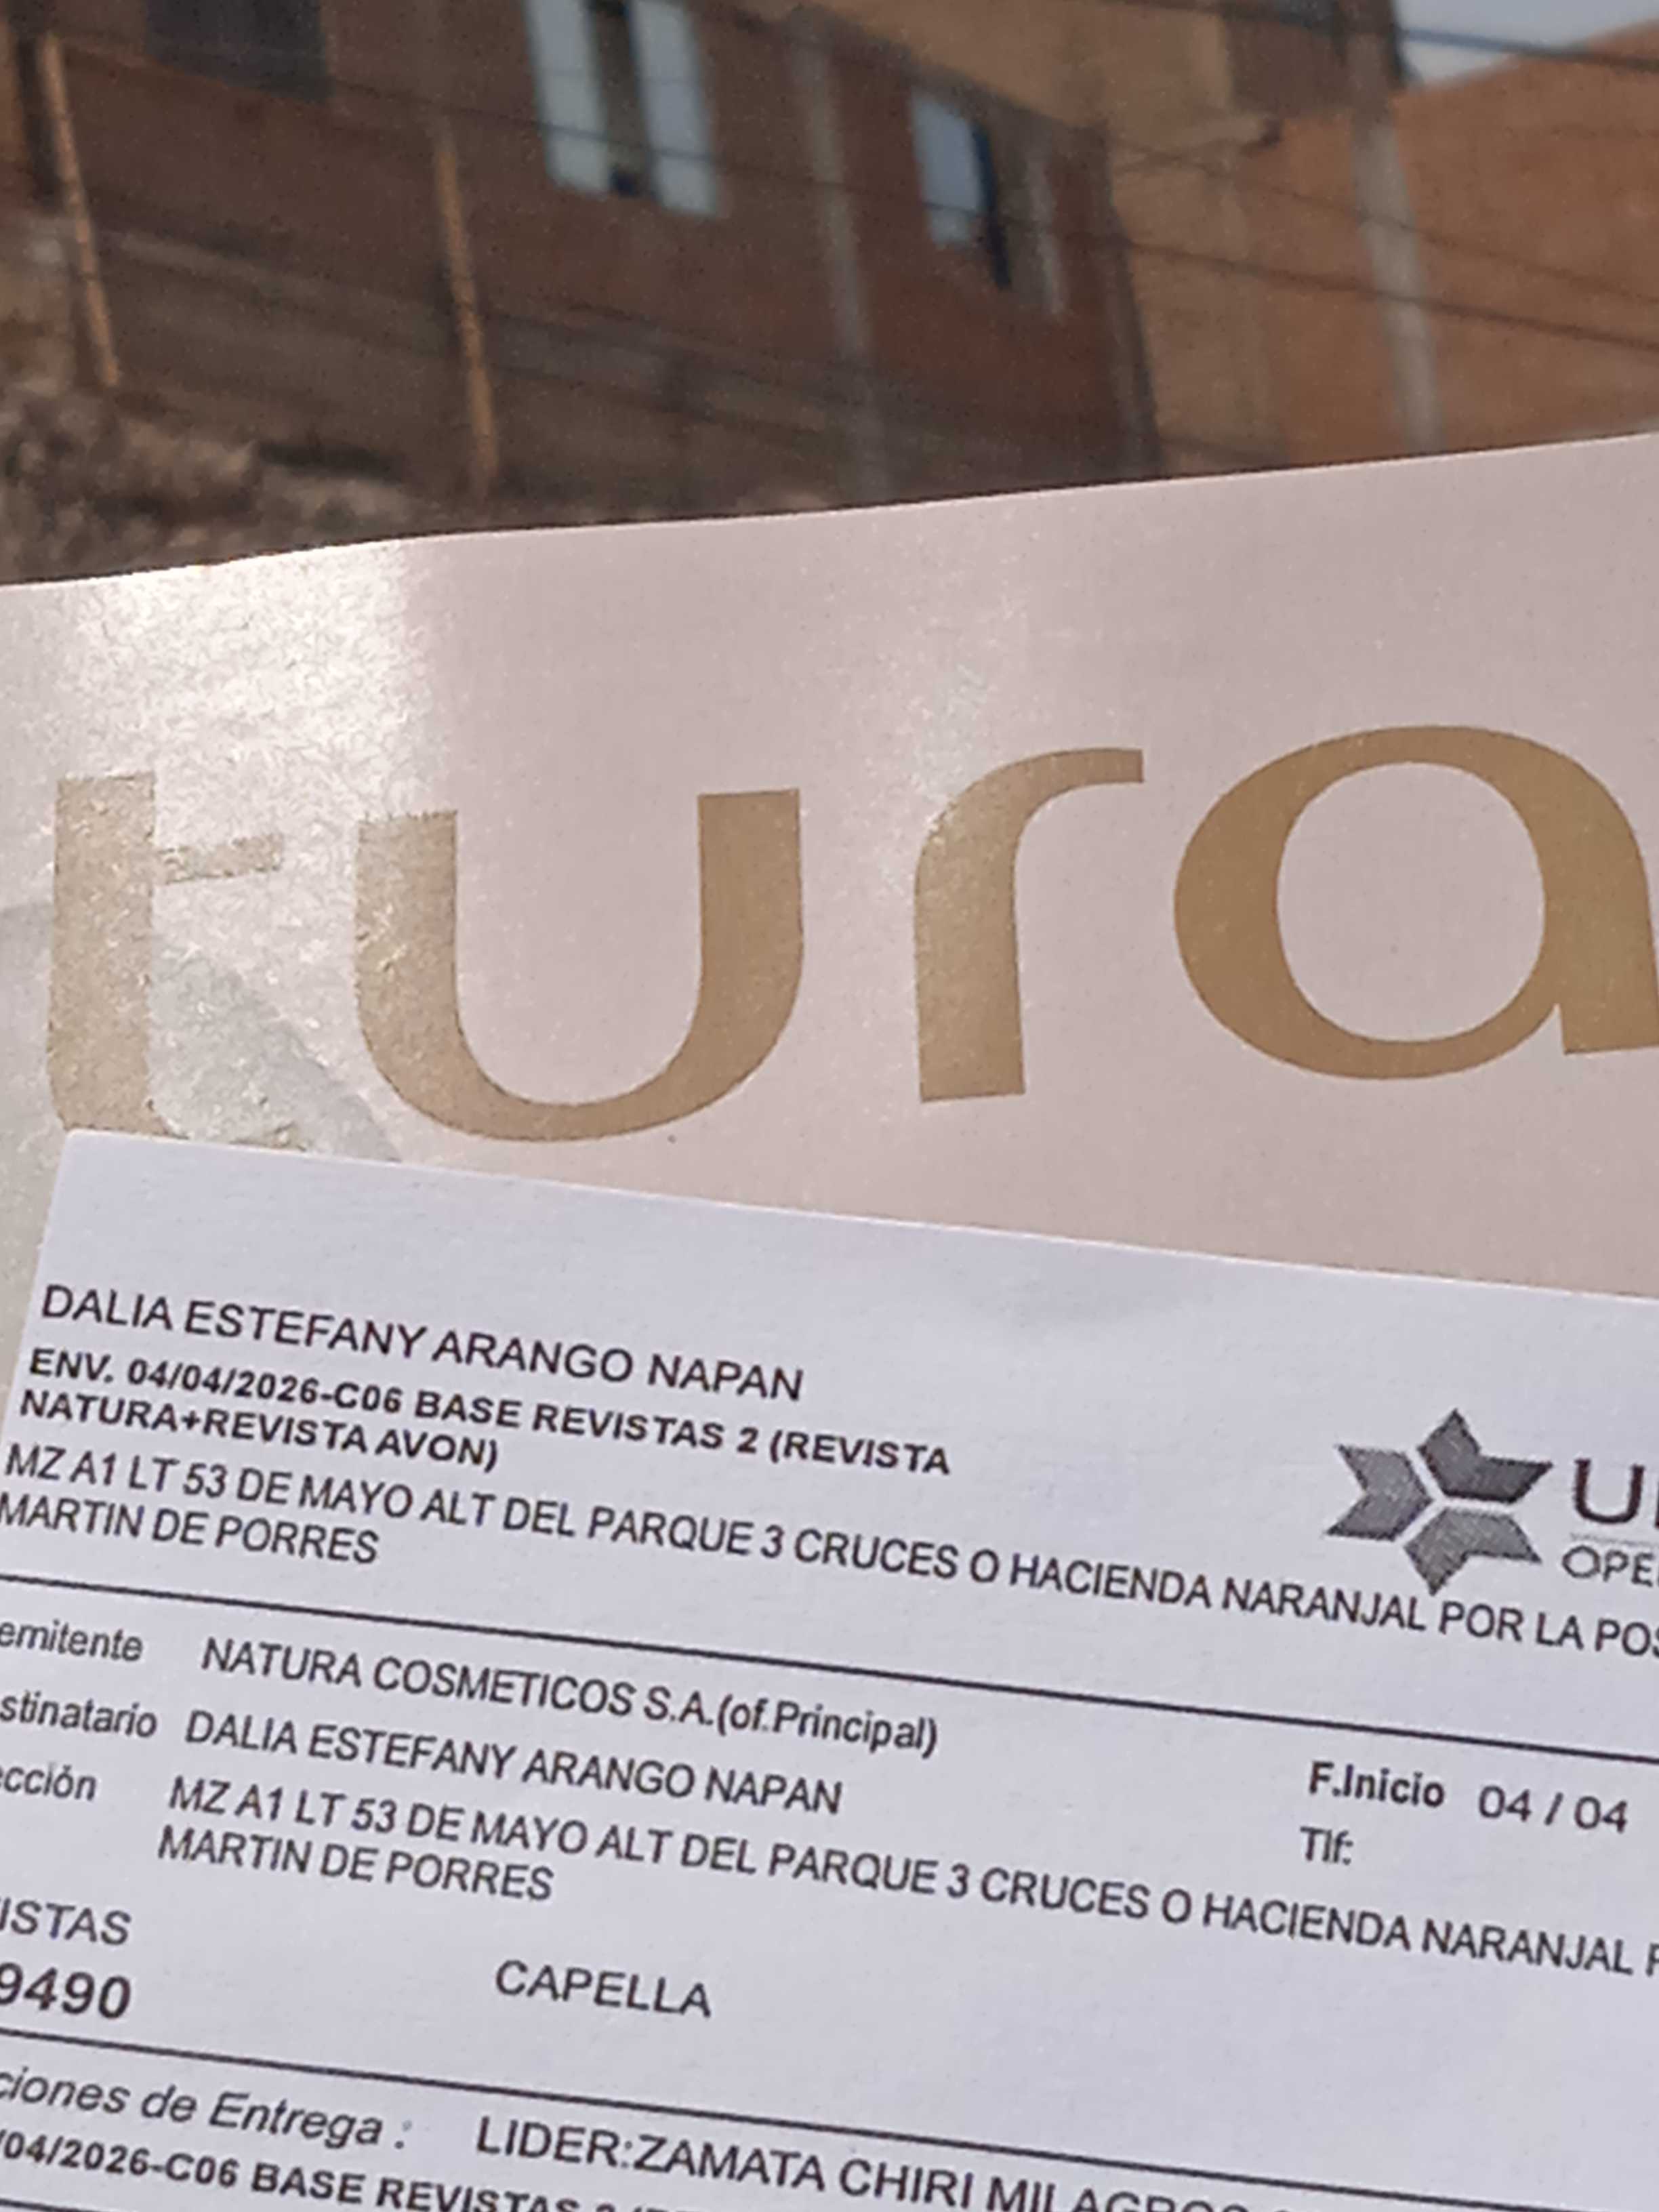 tura
DALIA ESTEFANY ARANGO NAPAN
ENV. 04/04/2026-C06 BASE REVISTAS 2 (REVISTA
NATURA+REVISTA AVON)
MZ A1 LT 53 DE MAYO ALT DEL PARQUE 3 CRUCES O HACIENDA NARANJAL POR LA POS
MARTIN DE PORRES
U
OPE
emitente NATURA COSMETICOS S.A.(of.Principal)
stinatario DALIA ESTEFANY ARANGO NAPAN
F.Inicio 04 / 04
ección MZ A1 LT 53 DE MAYO ALT DEL PARQUE 3 CRUCES O HACIENDA NARANJAL
MARTIN DE PORRES
Tlf:
ISTAS
9490 CAPELLA
ciones de Entrega : LIDER:ZAMATA CHIRI MILAGROS
/04/2026-C06 BASE REVISTAS